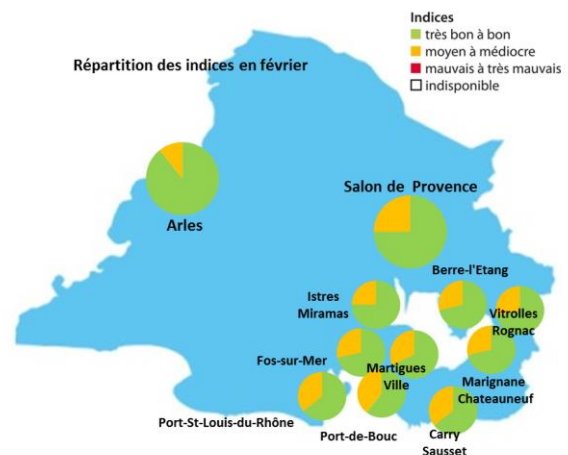 Indices
très bon à bon
moyen à médiocre
mauvais à très mauvais
indisponible
Répartition des indices en février
Arles
Salon de Provence
Berre-l'Etang
Istres
Miramas
Vitrolles
Rognac
Fos-sur-Mer
Martigues
Ville
Marignane
Chateauneuf
Port-St-Louis-du-Rhône
Port-de-Bouc
Carry
Sausset